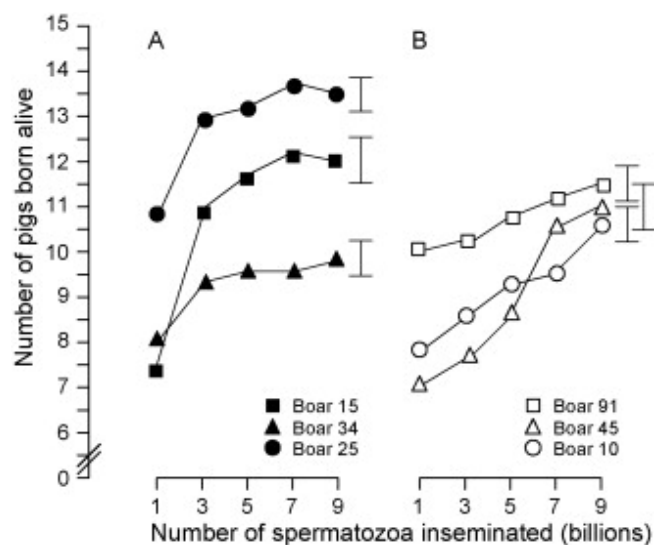 A
B
Number of pigs born alive
15
14
13
12
11
10
9
8
7
6
0
Boar 15
Boar 34
Boar 25
Boar 91
Boar 45
Boar 10
1 3 5 7 9
1 3 5 7 9
Number of spermatozoa inseminated (billions)